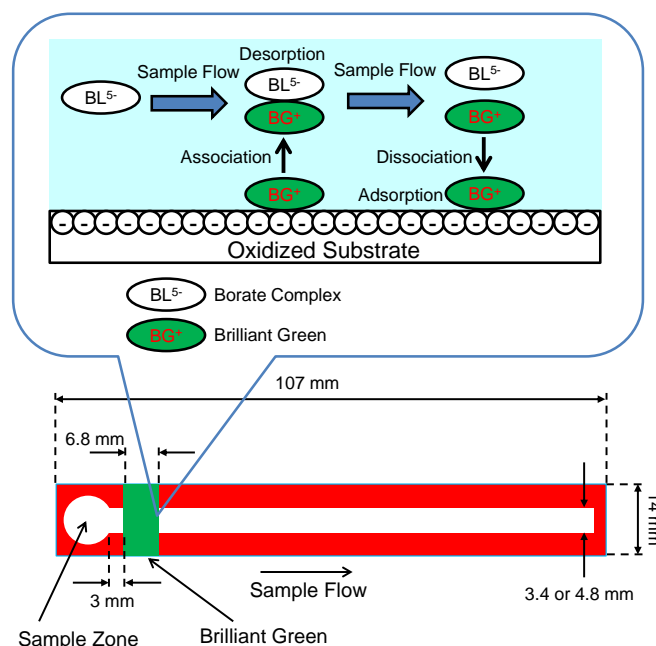 Desorption
Sample Flow
Sample Flow
BL5-
BL5-
BL5-
BG+
BG+
Association
Dissociation
BG+
Adsorption
BG+
- - - - - - - - - - - - - - - - - - - - - - - -
Oxidized Substrate
BL5- Borate Complex
BG+ Brilliant Green
107 mm
6.8 mm
14 mm
Sample Flow
3 mm
3.4 or 4.8 mm
Sample Zone
Brilliant Green